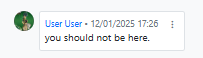 User User • 12/01/2025 17:26
you should not be here.